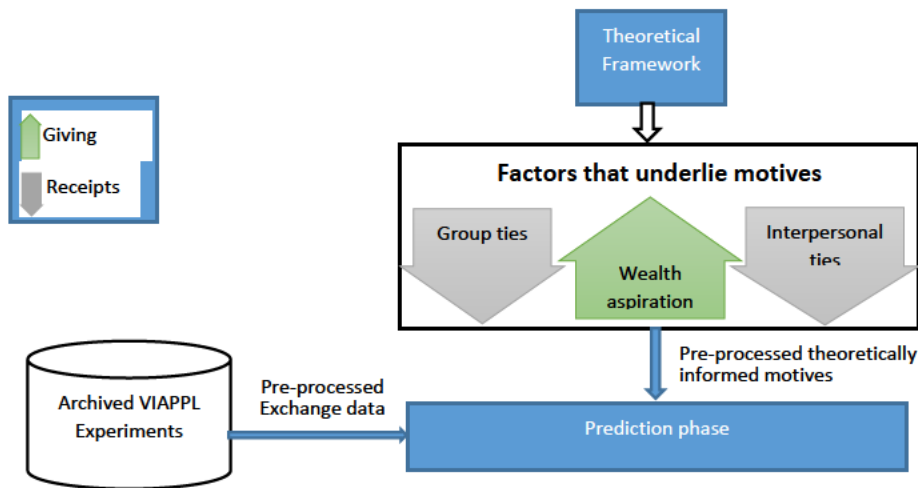 Theoretical
Framework
Giving
Receipts
Factors that underlie motives
Group ties
Wealth
aspiration
Interpersonal
ties
Pre-processed theoretically
informed motives
Archived VIAPPL
Experiments
Pre-processed
Exchange data
Prediction phase